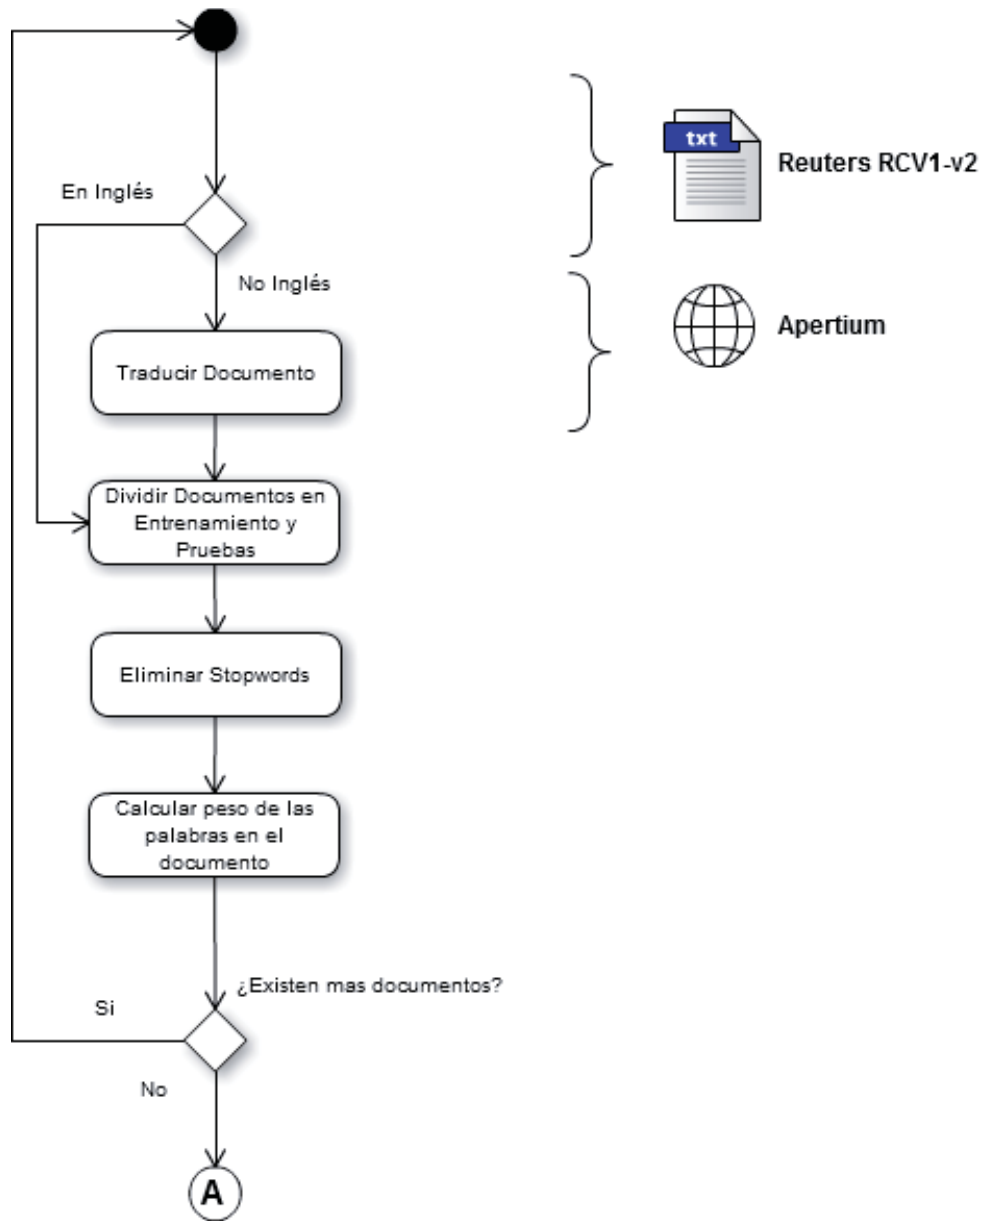 txt
Reuters RCV1-v2
En Inglés
No Inglés
Apertium
Traducir Documento
Dividir Documentos en
Entrenamiento y
Pruebas
Eliminar Stopwords
Calcular peso de las
palabras en el
documento
¿Existen mas documentos?
Si
No
A